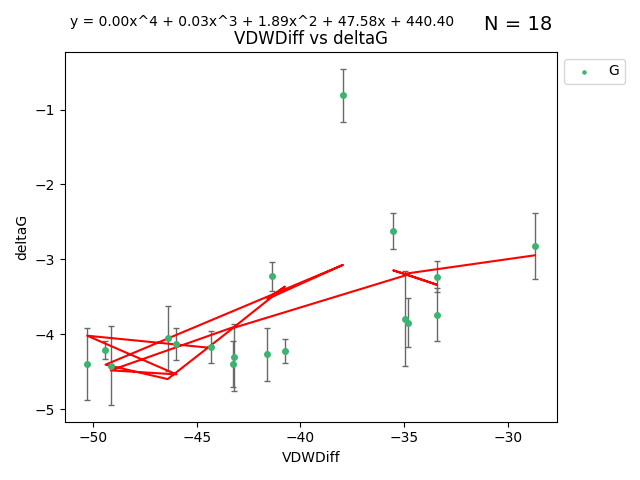 y = 0.00x^4 + 0.03x^3 + 1.89x^2 + 47.58x + 440.40
N = 18
VDWDiff vs deltaG
G
−1
−2
−3
−4
−5
deltaG
−50
−45
−40
−35
−30
VDWDiff